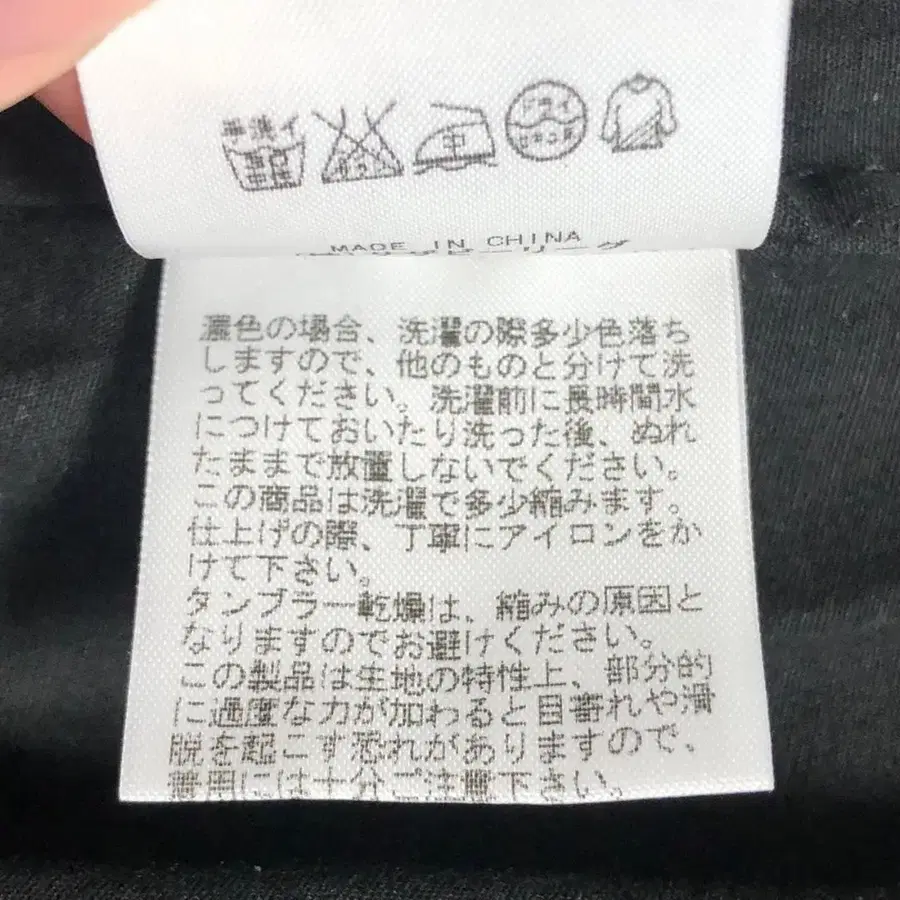 手洗イ
中性
エンソ
中
ドライ
セキユ系
MADE IN CHINA
濃色の場合、洗濯の際多少色落ち
しますので、他のものと分けて洗
ってください。洗濯前に長時間水
につけておいたり洗った後、ぬれ
たままで放置しないでください。
この商品は洗濯で多少縮みます。
仕上げの際、丁寧にアイロンをか
けて下さい。
タンブラー乾燥は、縮みの原因と
なりますのでお避けください。
この製品は生地の特性上、部分的
に過度な力が加わると目寄れや滑
脱を起こす恐れがありますので、
着用には十分ご注意下さい。